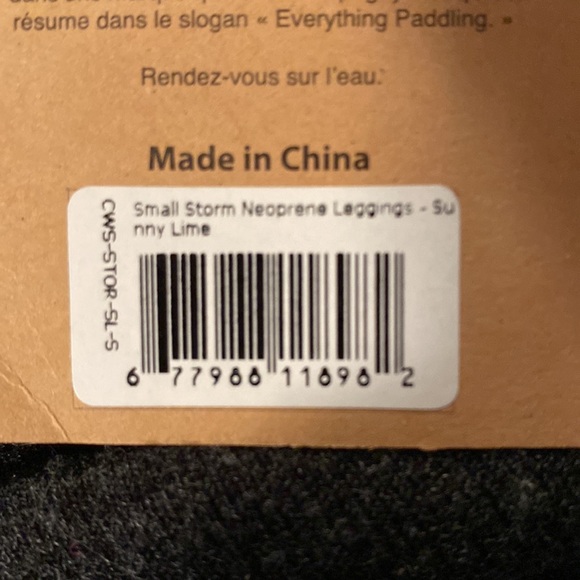 résume dans le slogan « Everything Paddling. »
Rendez-vous sur l'eau.
Made in China
CWS-STOR-SL-S
Small Storm Neoprene Leggings - Su
nny Lime
6 77988 11898 2